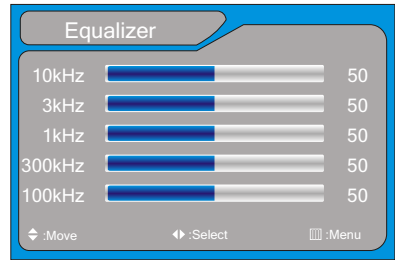 Equalizer
10kHz 50
3kHz 50
1kHz 50
300kHz 50
100kHz 50
:Move :Select :Menu